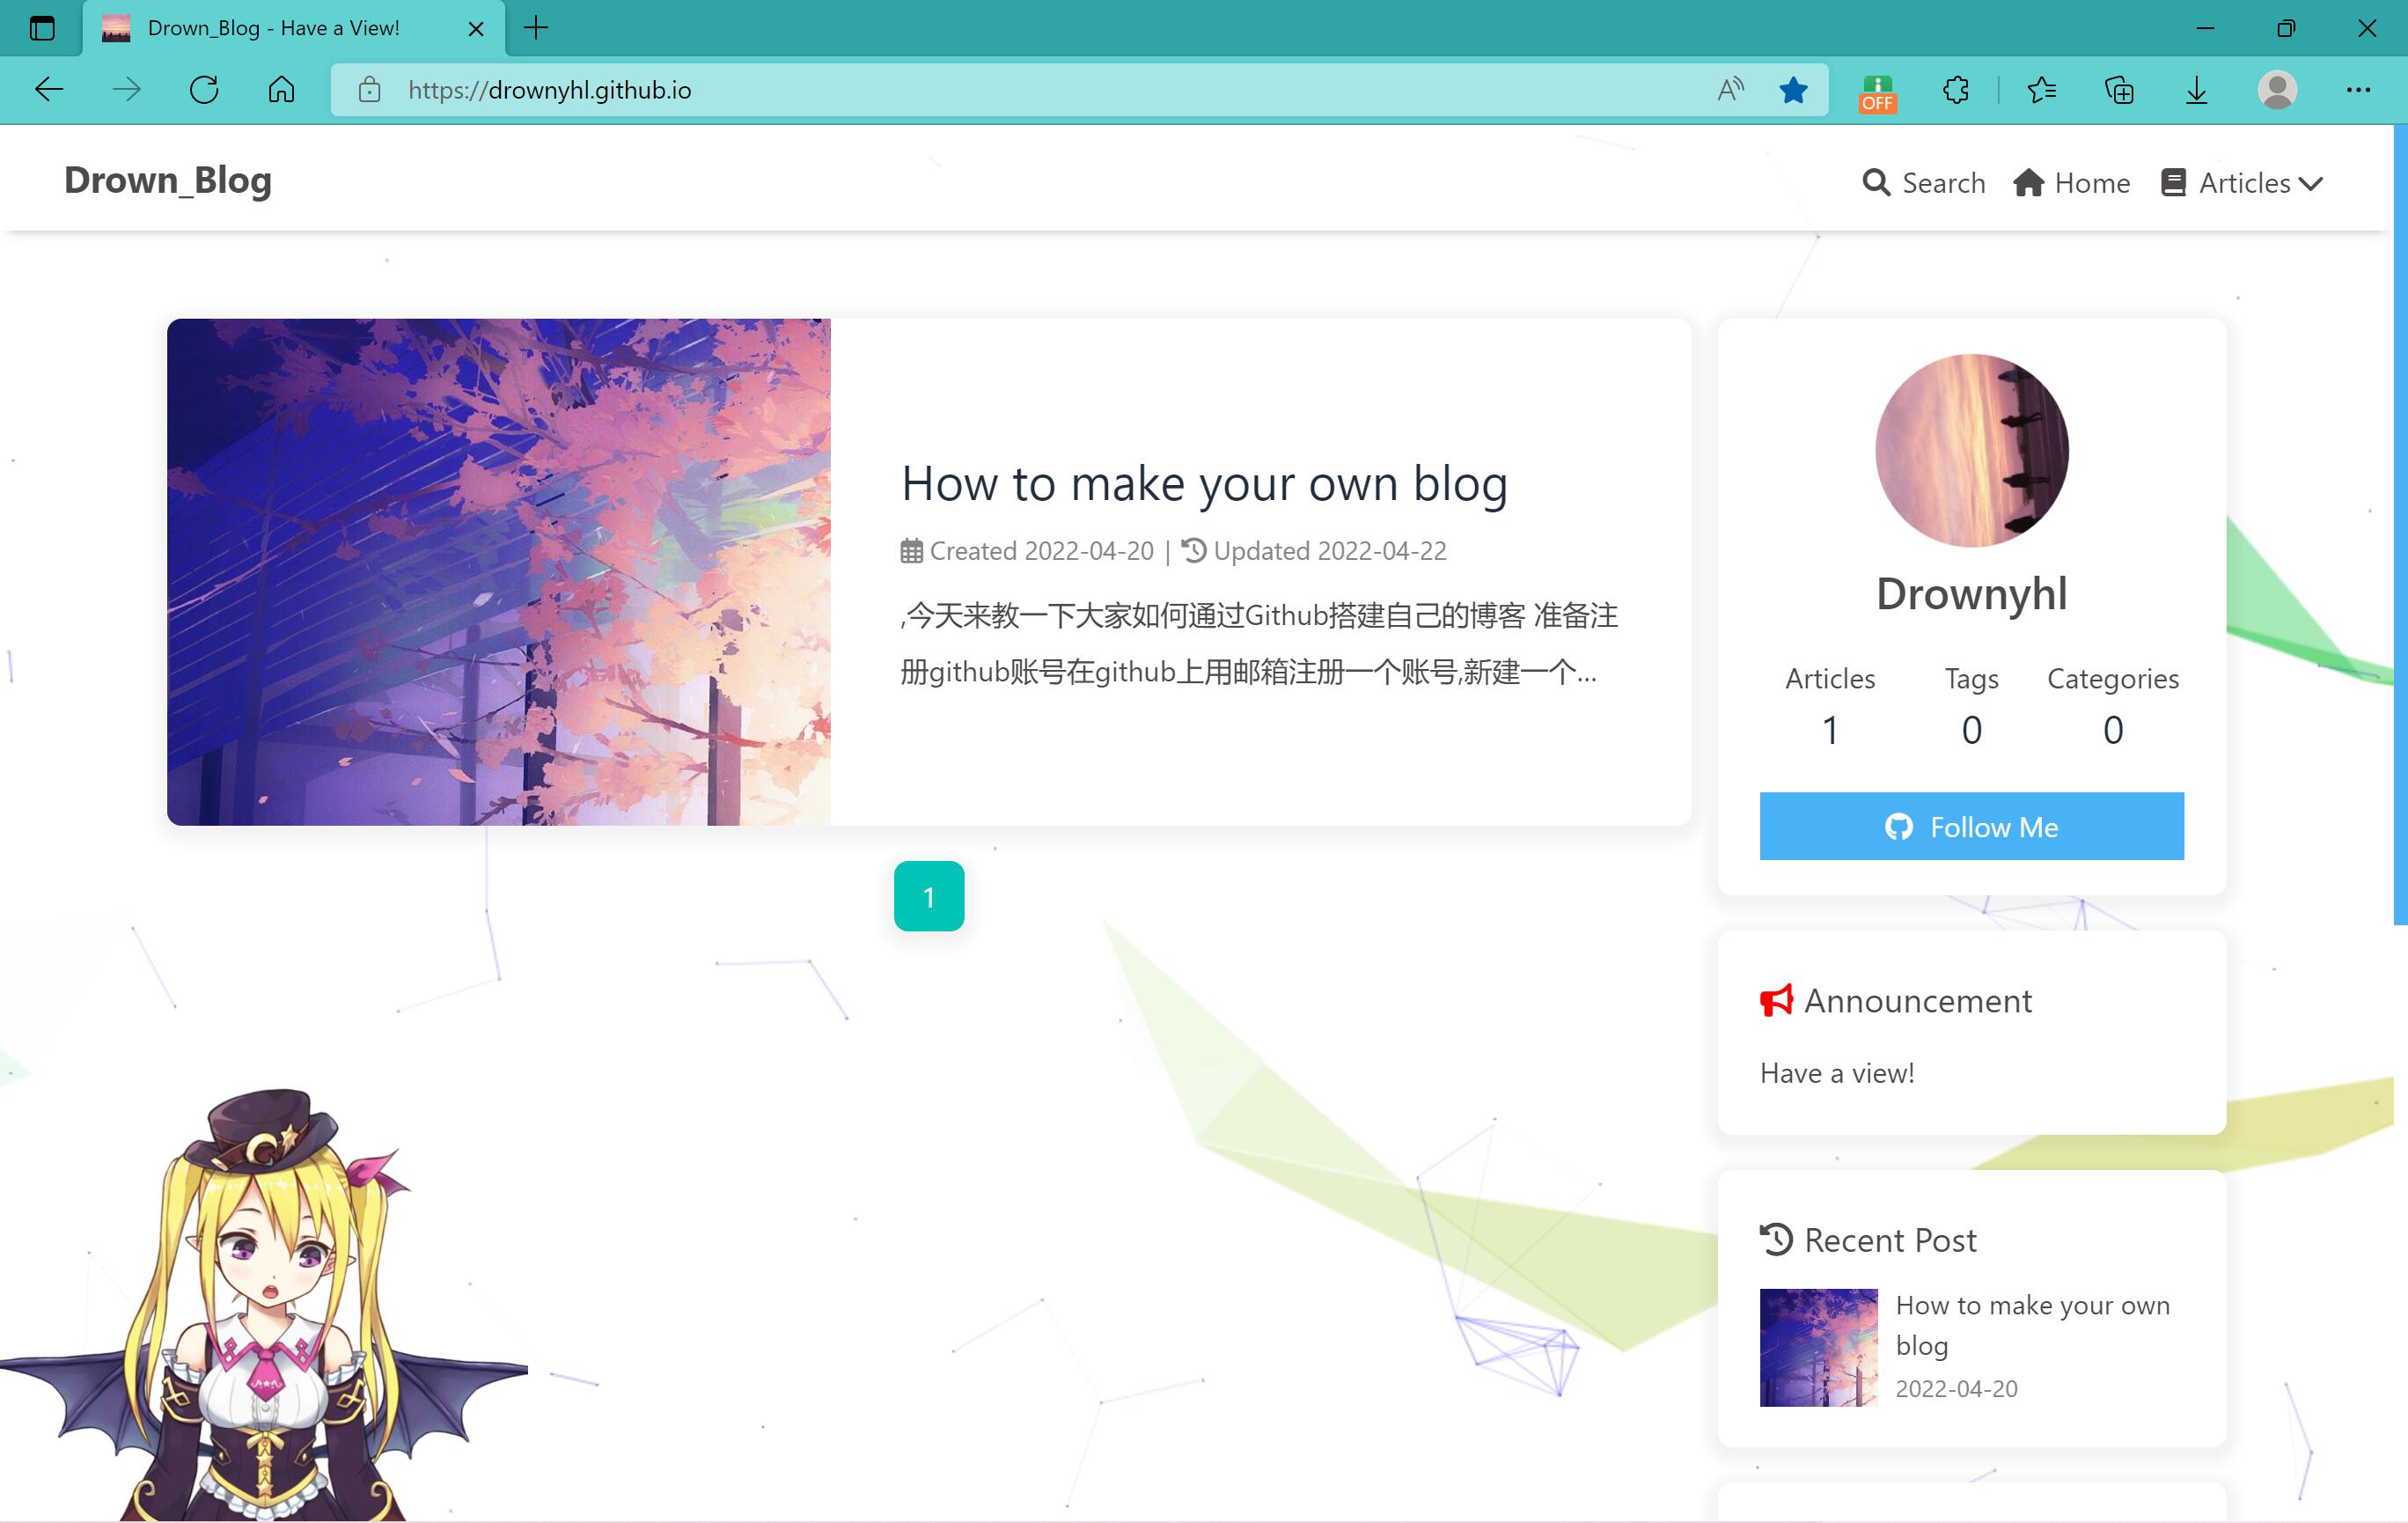 Drown_Blog - Have a View!
https://drownyhl.github.io
OFF
Drown_Blog
Search Home Articles
How to make your own blog
Created 2022-04-20 | Updated 2022-04-22
,今天来教一下大家如何通过Github搭建自己的博客 准备注
册github账号在github上用邮箱注册一个账号,新建一个...
1
Drownyhl
Articles Tags Categories
1 0 0
Follow Me
Announcement
Have a view!
Recent Post
How to make your own
blog
2022-04-20